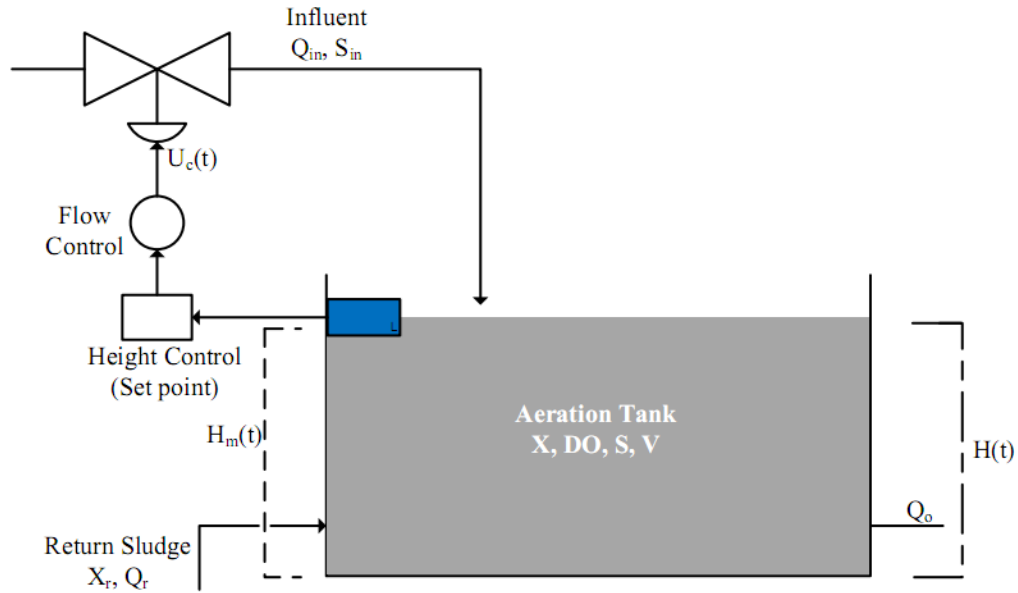 Influent
Qin, Sin
Uc(t)
Flow
Control
Height Control
(Set point)
L
Aeration Tank
X, DO, S, V
Hm(t)
H(t)
Qo
Return Sludge
Xr, Qr